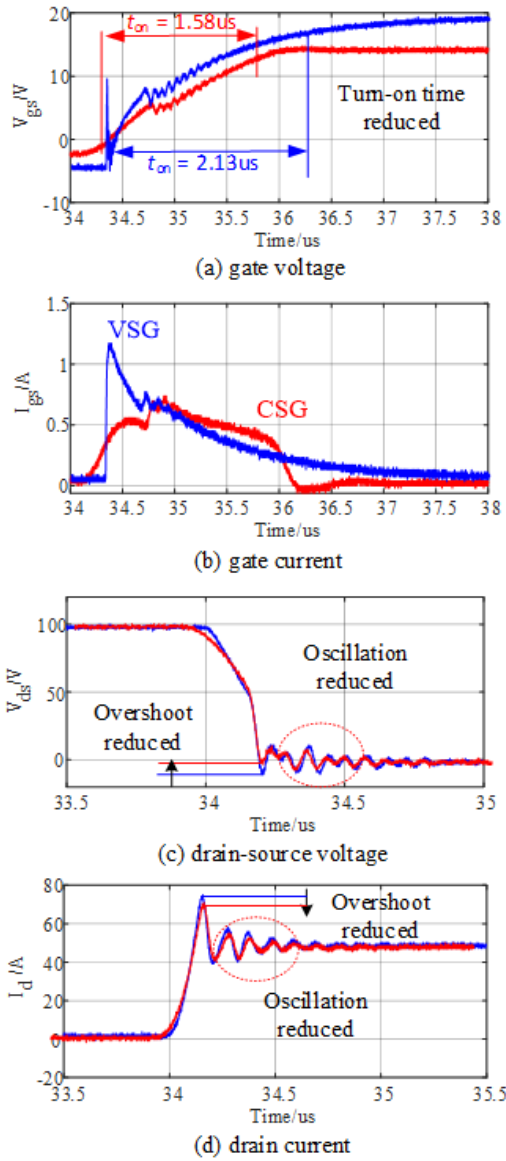 20
t_on = 1.58us
10
V_gs/V
Turn-on time
reduced
0
t_on = 2.13us
-10
34 34.5 35 35.5 36 36.5 37 37.5 38
Time/us
(a) gate voltage
1.5
VSG
1
I_gs/A
CSG
0.5
0
34 34.5 35 35.5 36 36.5 37 37.5 38
Time/us
(b) gate current
100
Oscillation
reduced
V_ds/V
50
Overshoot
reduced
0
33.5 34 34.5 35
Time/us
(c) drain-source voltage
80
Overshoot
reduced
60
40
I_d/A
20
Oscillation
reduced
0
-20
33.5 34 34.5 35 35.5
Time/us
(d) drain current